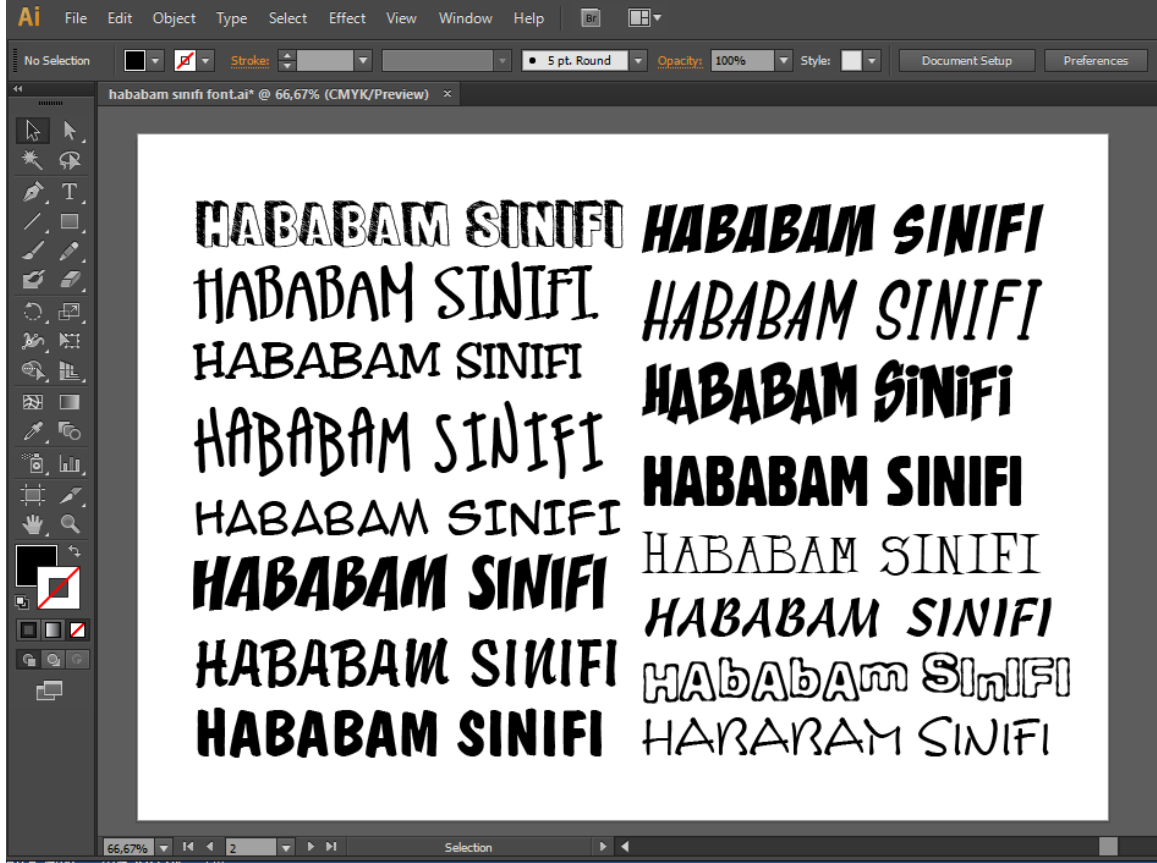 Ai File Edit Object Type Select Effect View Window Help Br
No Selection Stroke: 5 pt. Round Opacity: 100% Style: Document Setup Preferences
hababam sınıfı font.ai* @ 66,67% (CMYK/Preview) ×
HABABAM SINIFI
HABABAM SINIFI
HABABAM SINIFI
HABABAM SINIFI
HABABAM SINIFI
HABABAM SINIFI
HABABAM SINIFI
HABABAM SINIFI
HABABAM SINIFI
HABABAM SINIFI
HABABAM SiNiFi
HABABAM SINIFI
HABABAM SINIFI
HABABAM SINIFI
HAbAbAm SInIFI
HABABAM SINIFI
66,67% 2 Selection